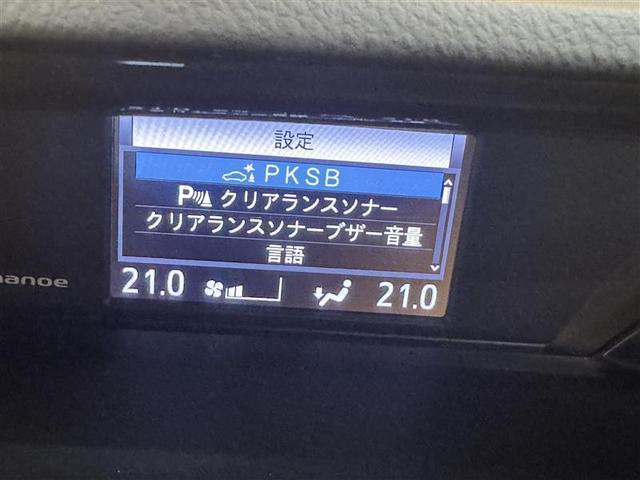 設定
PKSB
P クリアランスソナー
クリアランスソナーブザー音量
言語
21.0 21.0
anoe